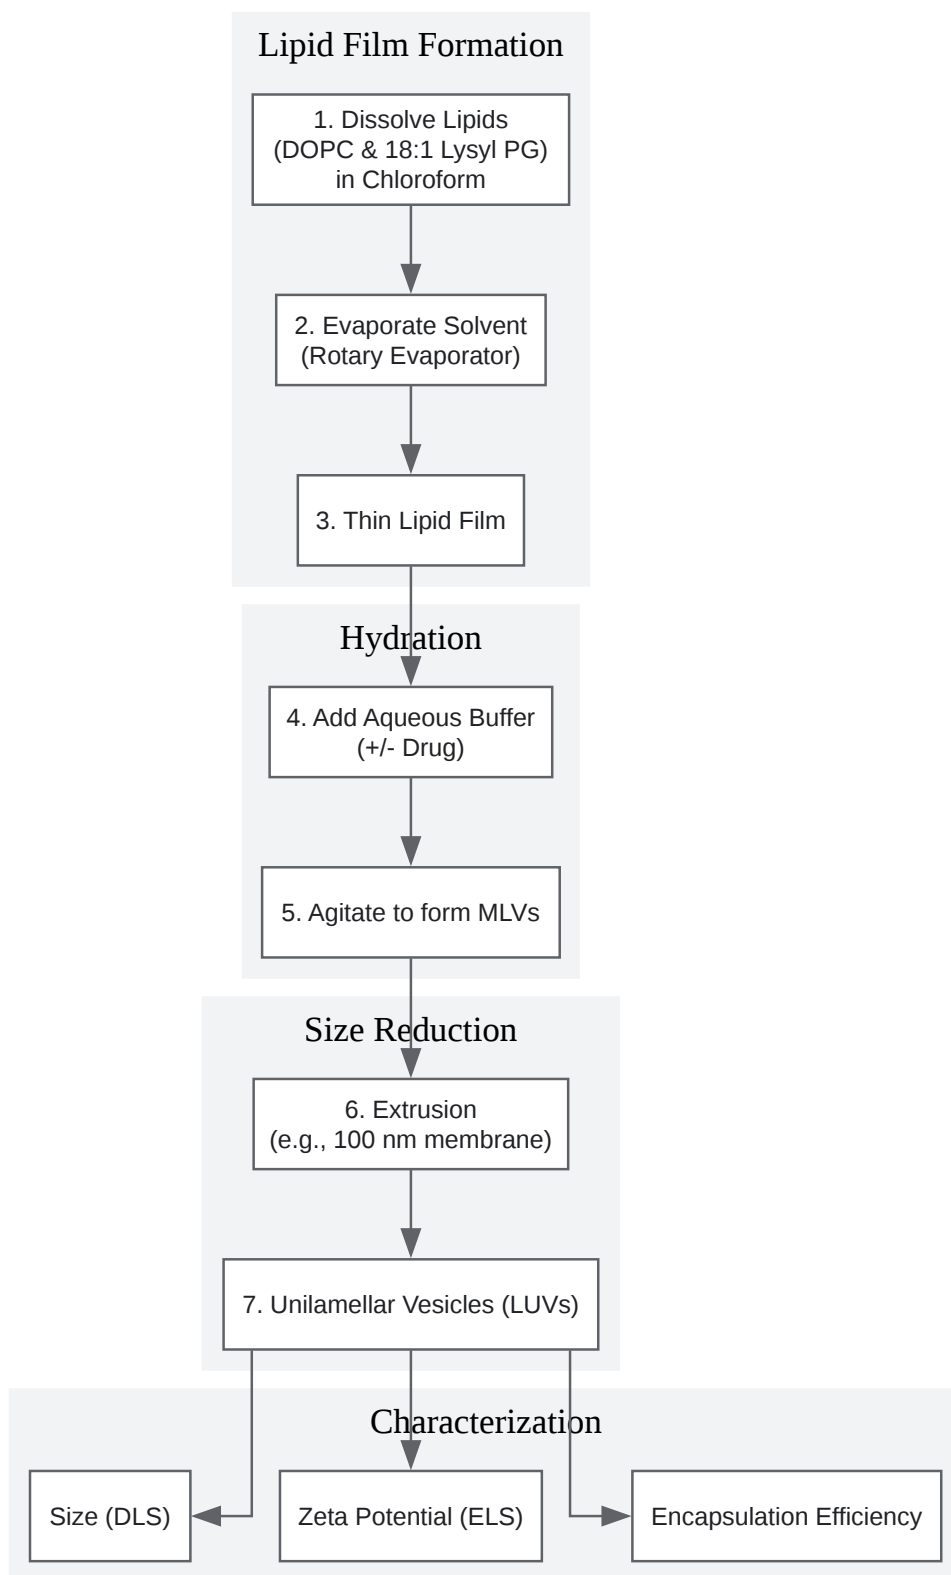 Lipid Film Formation
1. Dissolve Lipids
(DOPC & 18:1 Lysyl PG)
in Chloroform
2. Evaporate Solvent
(Rotary Evaporator)
3. Thin Lipid Film
Hydration
4. Add Aqueous Buffer
(+/- Drug)
5. Agitate to form MLVs
Size Reduction
6. Extrusion
(e.g., 100 nm membrane)
7. Unilamellar Vesicles (LUVs)
Characterization
Size (DLS)
Zeta Potential (ELS)
Encapsulation Efficiency